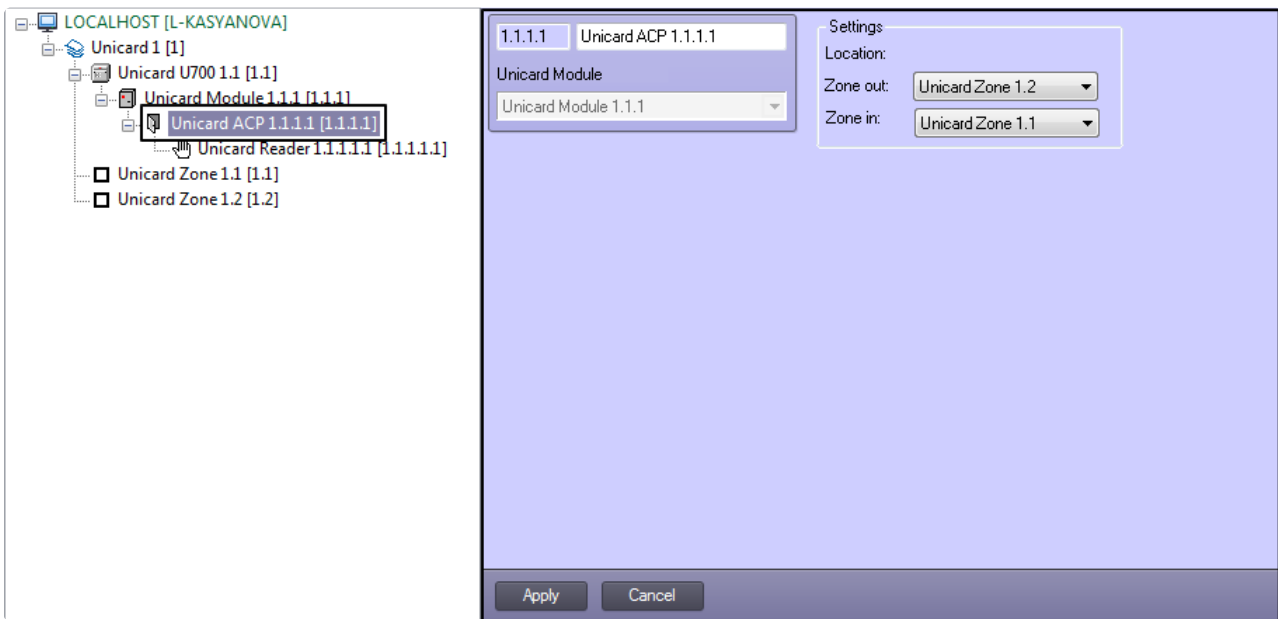 LOCALHOST [L-KASYANOVA]
Unicard 1 [1]
Unicard U700 1.1 [1.1]
Unicard Module 1.1.1 [1.1.1]
Unicard ACP 1.1.1.1 [1.1.1.1]
Unicard Reader 1.1.1.1.1 [1.1.1.1.1]
Unicard Zone 1.1 [1.1]
Unicard Zone 1.2 [1.2]
1.1.1.1 Unicard ACP 1.1.1.1
Unicard Module
Unicard Module 1.1.1
Settings
Location:
Zone out: Unicard Zone 1.2
Zone in: Unicard Zone 1.1
Apply Cancel